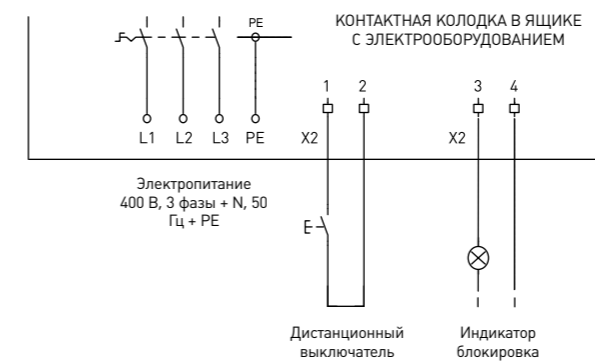 КОНТАКТНАЯ КОЛОДКА В ЯЩИКЕ
С ЭЛЕКТРООБОРУДОВАНИЕМ
PE
1 2 3 4
L1 L2 L3 PE X2 X2
Электропитание
400 В, 3 фазы + N, 50
Гц + PE
E
Дистанционный
выключатель
Индикатор
блокировка